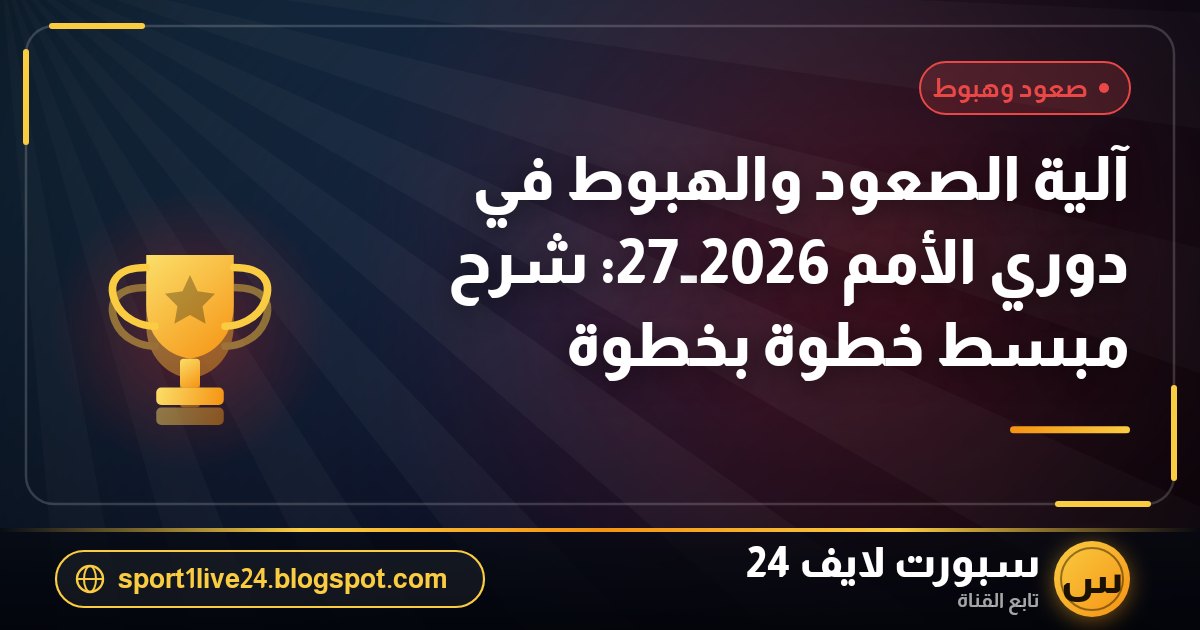 صعود وهبوط
آلية الصعود والهبوط في
دوري الأمم 2026ـ27: شرح
مبسط خطوة بخطوة
سبورت لايف 24
تابع القناة
س
sport1live24.blogspot.com